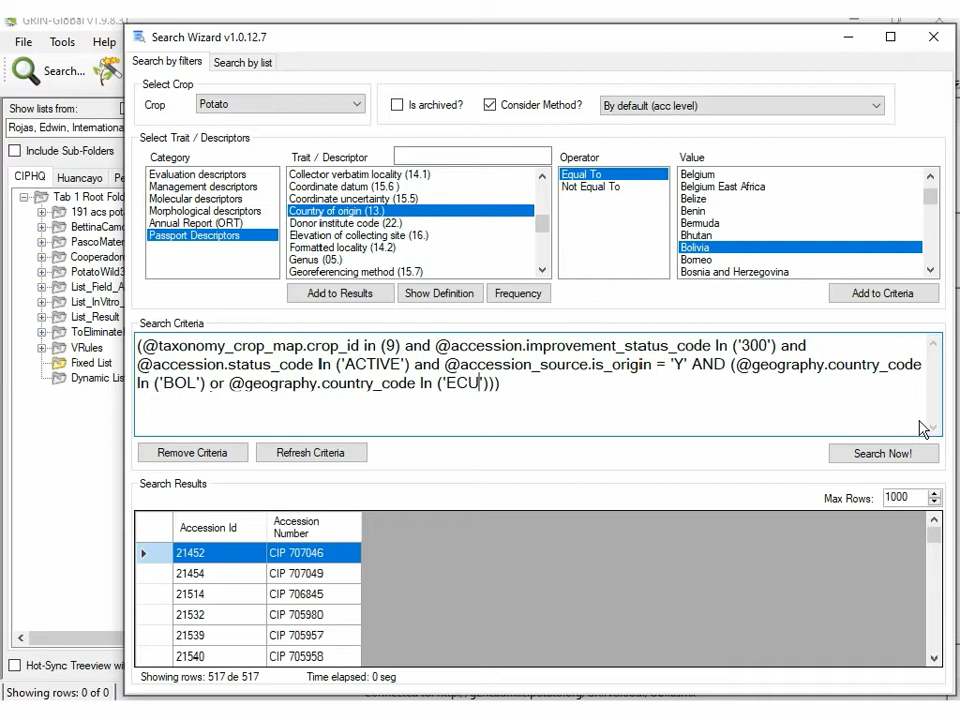 GRIN-Global v1.9.8.3
Search Wizard v1.0.12.7
File Tools Help
Search by filters Search by list
Search...
Select Crop
Crop Potato
Is archived? Consider Method? By default (acc level)
Show lists from:
Rojas, Edwin, Internationa
Include Sub-Folders
CIPHQ Huancayo Pe
Tab 1 Root Fold
191 acs pot
BettinaCam
PascoMater
Cooperador
PotatoWild3
List_Field_A
List_InVitro_
List_Result
ToEliminate
VRules
Fixed List
Dynamic Lis
Hot-Sync Treeview wi
Showing rows: 0 of 0
Select Trait / Descriptors
Category
Evaluation descriptors
Management descriptors
Molecular descriptors
Morphological descriptors
Annual Report (ORT)
Passport Descriptors
Trait / Descriptor
Collector verbatim locality (14.1)
Coordinate datum (15.6 )
Coordinate uncertainty (15.5)
Country of origin (13.)
Donor institute code (22.)
Elevation of collecting site (16.)
Formatted locality (14.2)
Genus (05.)
Georeferencing method (15.7)
Operator
Equal To
Not Equal To
Value
Belgium
Belgium East Africa
Belize
Benin
Bermuda
Bhutan
Bolivia
Borneo
Bosnia and Herzegovina
Add to Results Show Definition Frequency Add to Criteria
Search Criteria
(@taxonomy_crop_map.crop_id in (9) and @accession.improvement_status_code In ('300') and
@accession.status_code In ('ACTIVE') and @accession_source.is_origin = 'Y' AND (@geography.country_code
In ('BOL') or @geography.country_code In ('ECU')))
Remove Criteria Refresh Criteria Search Now!
Search Results
Max Rows: 1000
Accession Id Accession Number
21452 CIP 707046
21454 CIP 707049
21514 CIP 706845
21532 CIP 705980
21539 CIP 705957
21540 CIP 705958
Showing rows: 517 de 517 Time elapsed: 0 seg